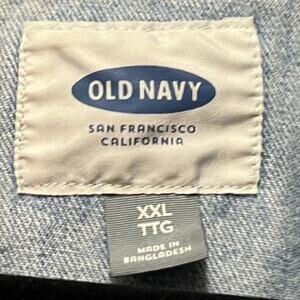 OLD NAVY
SAN FRANCISCO
CALIFORNIA
XXL
TTG
MADE IN
BANGLADESH